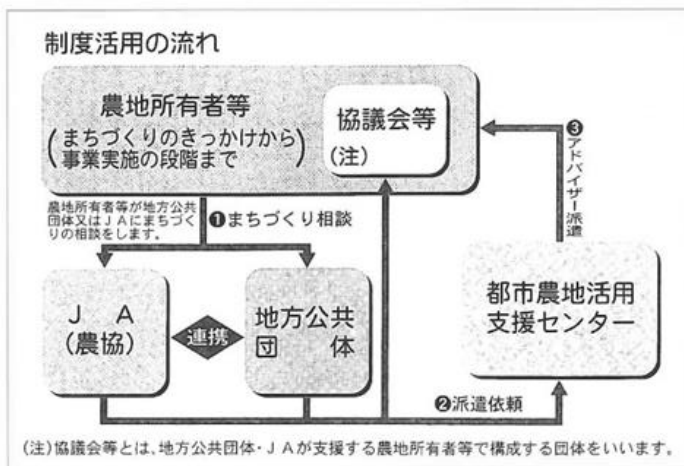 制度活用の流れ
農地所有者等
(まちづりのきっかけから
事業実施の段階まで)
協議会等
(注)
農地所有者等が地方公共
団体又はJAにまちづく
りの相談をします。
❶まちづくり相談
❸アドバイザー派遣
J A
(農協)
連携
地方公共
団 体
都市農地活用
支援センター
❷派遣依頼
(注)協議会等とは、地方公共団体・JAが支援する農地所有者等で構成する団体をいいます。